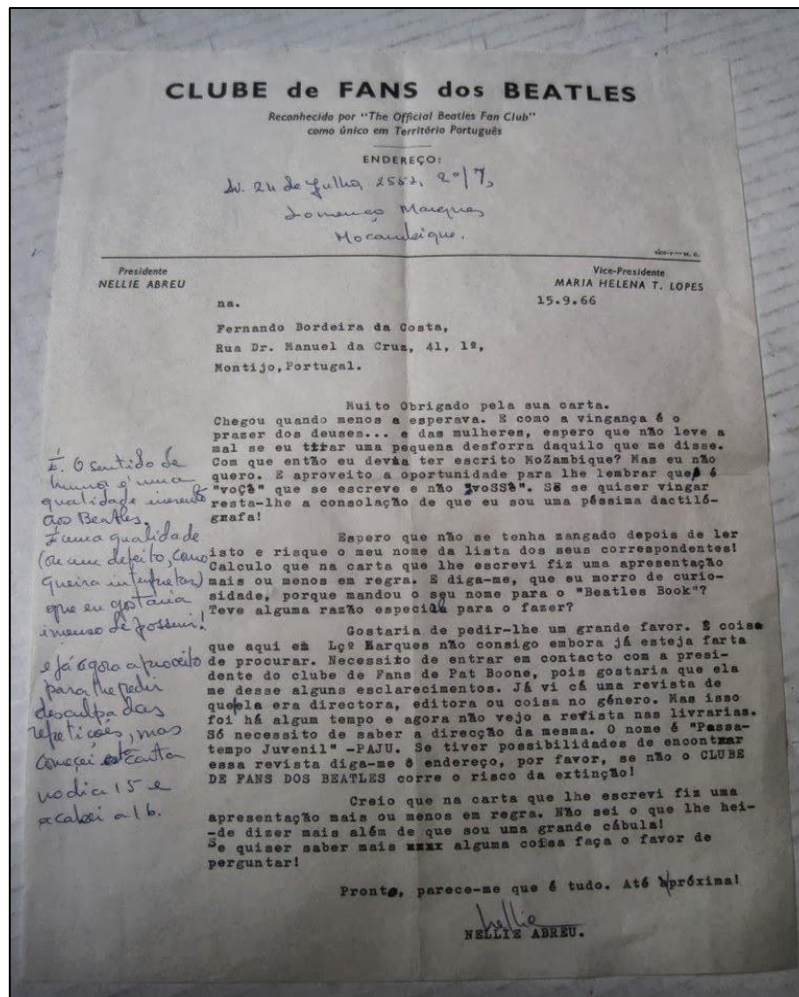 CLUBE de FANS dos BEATLES
Reconhecido por "The Official Beatles Fan Club"
como único em Território Português
ENDEREÇO:
Av. 24 de Julho 2552, 2º/7,
Lourenço Marques
Moçambique.
Presidente
NELLIE ABREU
Vice-Presidente
MARIA HELENA T. LOPES
na.
15.9.66
Fernando Bordeira da Costa,
Rua Dr. Manuel da Cruz, 41, 1º,
Montijo,Portugal.
Muito Obrigado pela sua carta.
Chegou quando menos a esperava. E como a vingança é o
prazer dos deuses... e das mulheres, espero que não leve a
mal se eu tirar uma pequena desforra daquilo que me disse.
Com que então eu devia ter escrito MoZambique? Mas eu não
quero. E aproveito a oportunidade para lhe lembrar que é
"voçê" que se escreve e não "voSSê". Se se quiser vingar
resta-lhe a consolação de que eu sou uma péssima dactiló-
grafa!
Espero que não se tenha zangado depois de ler
isto e risque o meu nome da lista dos seus correspondentes!
Calculo que na carta que lhe escrevi fiz uma apresentação
mais ou menos em regra. E diga-me, que eu morro de curio-
sidade, porque mandou o seu nome para o "Beatles Book"?
Teve alguma razão especial para o fazer?
Gostaria de pedir-lhe um grande favor. É coisa
que aqui em Lçº Marques não consigo embora já esteja farta
de procurar. Necessito de entrar em contacto com a presi-
dente do clube de Fans de Pat Boone, pois gostaria que ela
me desse alguns esclarecimentos. Já vi cá uma revista de
que ela era directora, editora ou coisa no género. Mas isso
foi há algum tempo e agora não vejo a revista nas livrarias.
Só necessito de saber a direcção da mesma. O nome é "Passa-
tempo Juvenil" -PAJU. Se tiver possibilidades de encontrar
essa revista diga-me o endereço, por favor, se não o CLUBE
DE FANS DOS BEATLES corre o risco da extinção!
Creio que na carta que lhe escrevi fiz uma
apresentação mais ou menos em regra. Não sei o que lhe hei-
-de dizer mais além de que sou uma grande cábula!
Se quiser saber mais xxxx alguma coisa faça o favor de
perguntar!
Pronto, parece-me que é tudo. Até à próxima!
Nellie
NELLIE ABREU.
É. O sentido de
humor é uma
qualidade inerente
aos Beatles.
É uma qualidade
(ou um defeito, como
queira interpretar)
que eu gostaria
imenso de possuir!
e já agora aproveito
para lhe pedir
desculpa das
repetições, mas
comecei esta carta
no dia 15 e
acabei a 16.